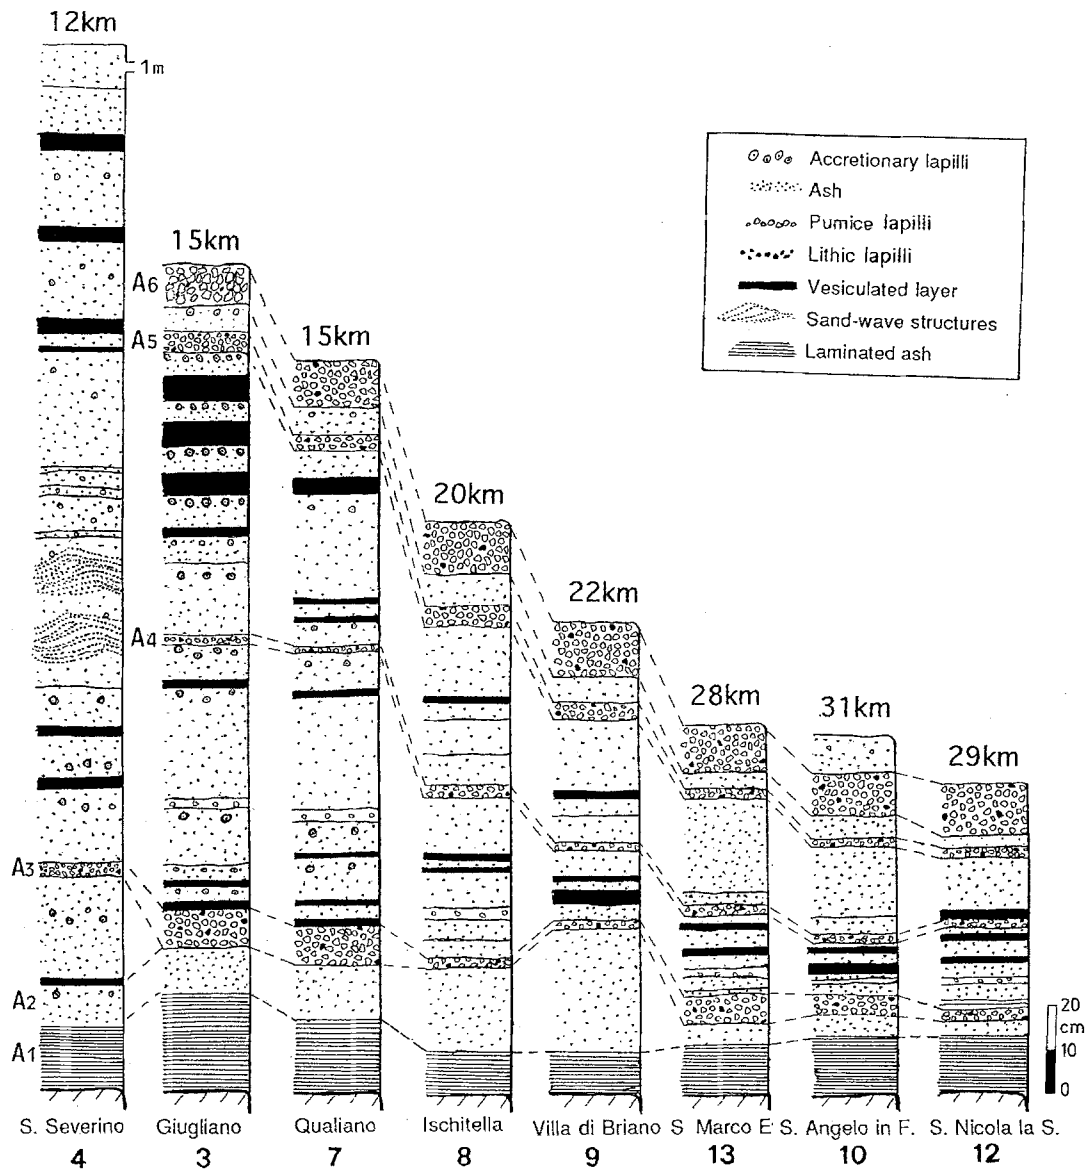 12km
1m
15km
A6
A5
15km
20km
A4
22km
28km
31km
29km
A3
A2
A1
Accretionary lapilli
Ash
Pumice lapilli
Lithic lapilli
Vesiculated layer
Sand-wave structures
Laminated ash
20
cm
10
0
S. Severino Giugliano Qualiano Ischitella Villa di Briano S Marco E S. Angelo in F. S. Nicola la S.
4 3 7 8 9 13 10 12